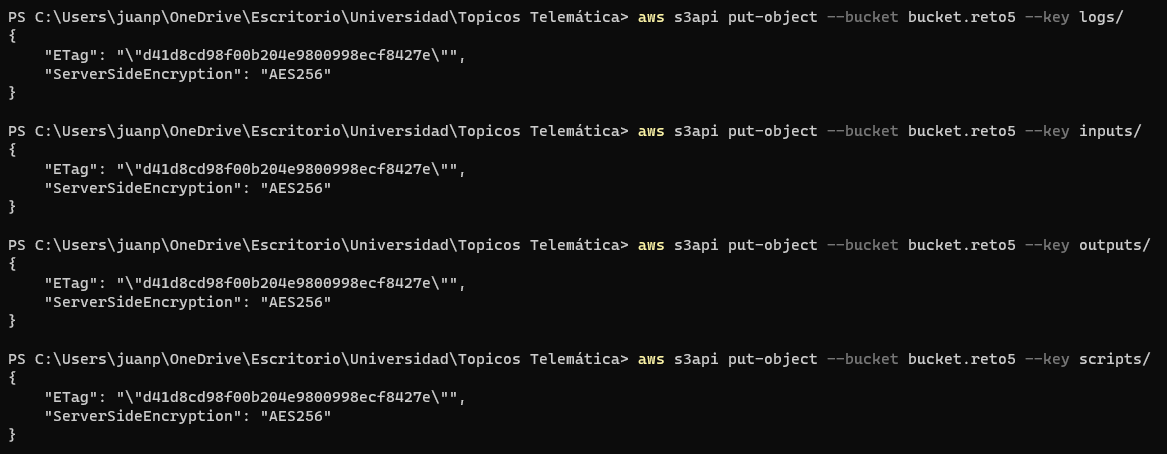 PS C:\Users\juanp\OneDrive\Escritorio\Universidad\Topicos Telemática> aws s3api put-object --bucket bucket.reto5 --key logs/
{
    "ETag": "\"d41d8cd98f00b204e9800998ecf8427e\"",
    "ServerSideEncryption": "AES256"
}
PS C:\Users\juanp\OneDrive\Escritorio\Universidad\Topicos Telemática> aws s3api put-object --bucket bucket.reto5 --key inputs/
{
    "ETag": "\"d41d8cd98f00b204e9800998ecf8427e\"",
    "ServerSideEncryption": "AES256"
}
PS C:\Users\juanp\OneDrive\Escritorio\Universidad\Topicos Telemática> aws s3api put-object --bucket bucket.reto5 --key outputs/
{
    "ETag": "\"d41d8cd98f00b204e9800998ecf8427e\"",
    "ServerSideEncryption": "AES256"
}
PS C:\Users\juanp\OneDrive\Escritorio\Universidad\Topicos Telemática> aws s3api put-object --bucket bucket.reto5 --key scripts/
{
    "ETag": "\"d41d8cd98f00b204e9800998ecf8427e\"",
    "ServerSideEncryption": "AES256"
}